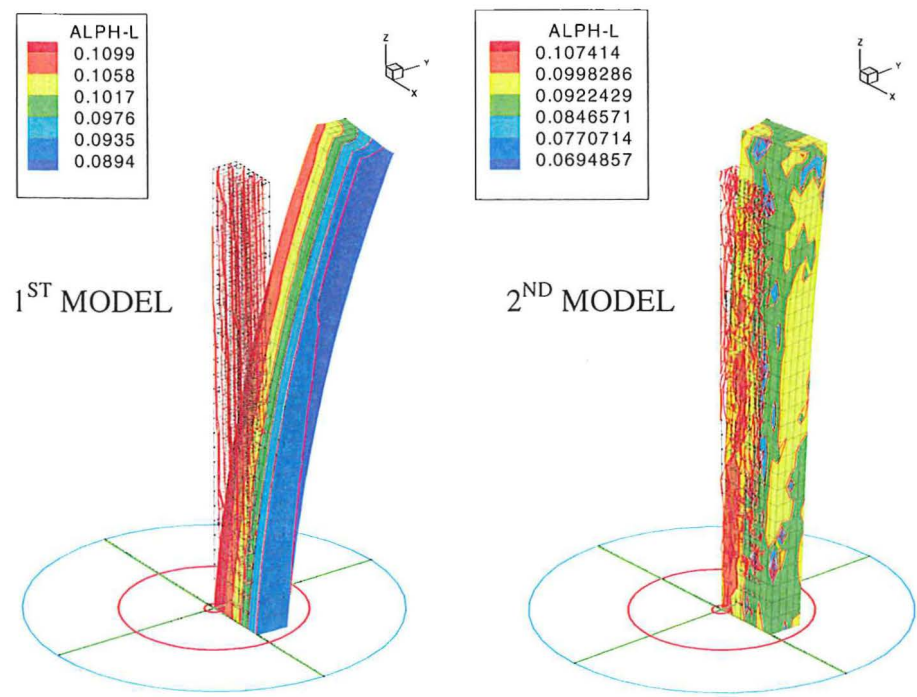 ALPH-L
0.1099
0.1058
0.1017
0.0976
0.0935
0.0894
Z
Y
X
1ST MODEL
ALPH-L
0.107414
0.0998286
0.0922429
0.0846571
0.0770714
0.0694857
Z
Y
X
2ND MODEL